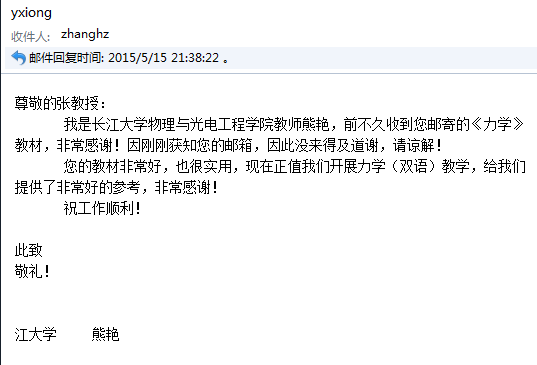 yxiong
收件人: zhanghz
邮件回复时间: 2015/5/15 21:38:22 。
尊敬的张教授：
我是长江大学物理与光电工程学院教师熊艳，前不久收到您邮寄的《力学》
教材，非常感谢！因刚刚获知您的邮箱，因此没来得及道谢，请谅解！
您的教材非常好，也很实用，现在正值我们开展力学（双语）教学，给我们
提供了非常好的参考，非常感谢！
祝工作顺利！
此致
敬礼！
江大学 熊艳